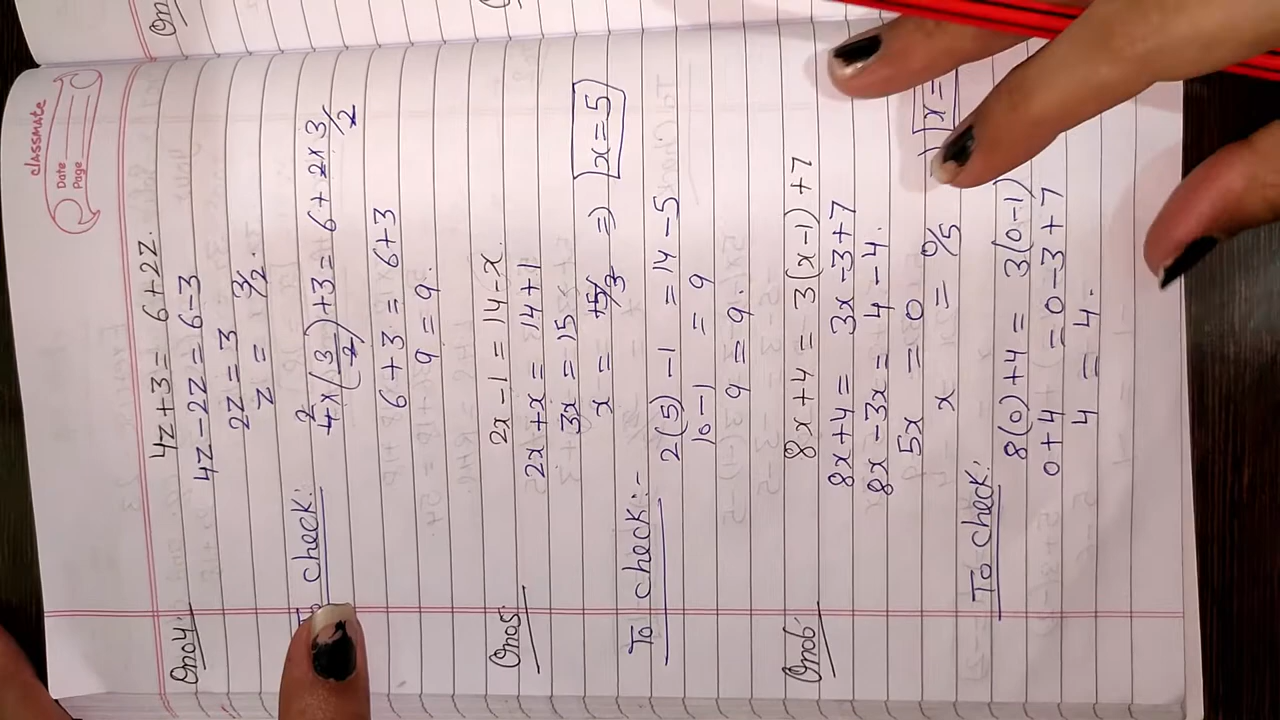 classmate
Date
Page
Qno4.
4z + 3 = 6 + 2z.
4z - 2z = 6 - 3
2z = 3
z = 3/2.
To check:
2
4 x (3/2) + 3 = 6 + 2 x 3/2
6 + 3 = 6 + 3
9 = 9.
Qno5.
2x - 1 = 14 - x.
2x + x = 14 + 1
3x = 15
x = 15/3 ⇒ x = 5
To check:-
2(5) - 1 = 14 - 5
10 - 1 = 9
9 = 9.
Qno6.
8x + 4 = 3(x - 1) + 7
8x + 4 = 3x - 3 + 7
8x - 3x = 4 - 4.
5x = 0
x = 0/5 x =
To check:
8(0) + 4 = 3(0 - 1)
0 + 4 = 0 - 3 + 7
4 = 4.